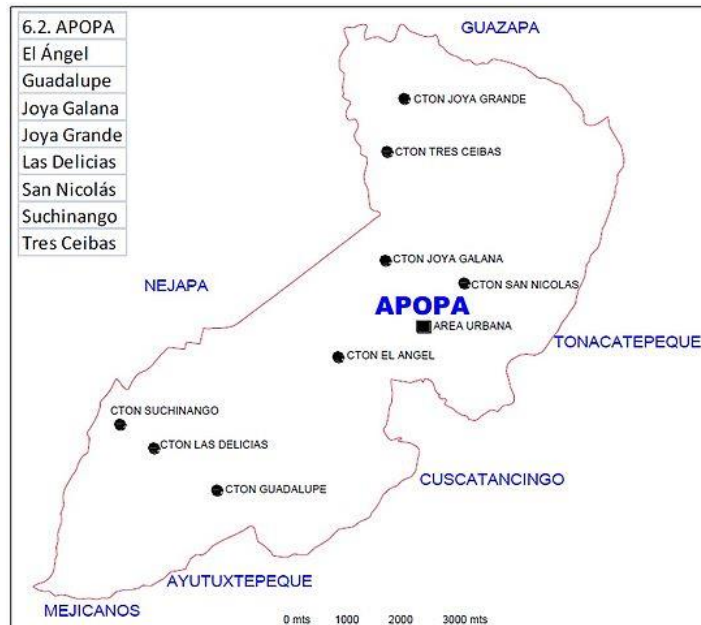 6.2. APOPA
El Ángel
Guadalupe
Joya Galana
Joya Grande
Las Delicias
San Nicolás
Suchinango
Tres Ceibas
GUAZAPA
CTON JOYA GRANDE
CTON TRES CEIBAS
CTON JOYA GALANA
NEJAPA
CTON SAN NICOLAS
APOPA
AREA URBANA
TONACATEPEQUE
CTON EL ANGEL
CTON SUCHINANGO
CTON LAS DELICIAS
CUSCATANCINGO
CTON GUADALUPE
AYUTUXTEPEQUE
MEJICANOS
0 mts 1000 2000 3000 mts